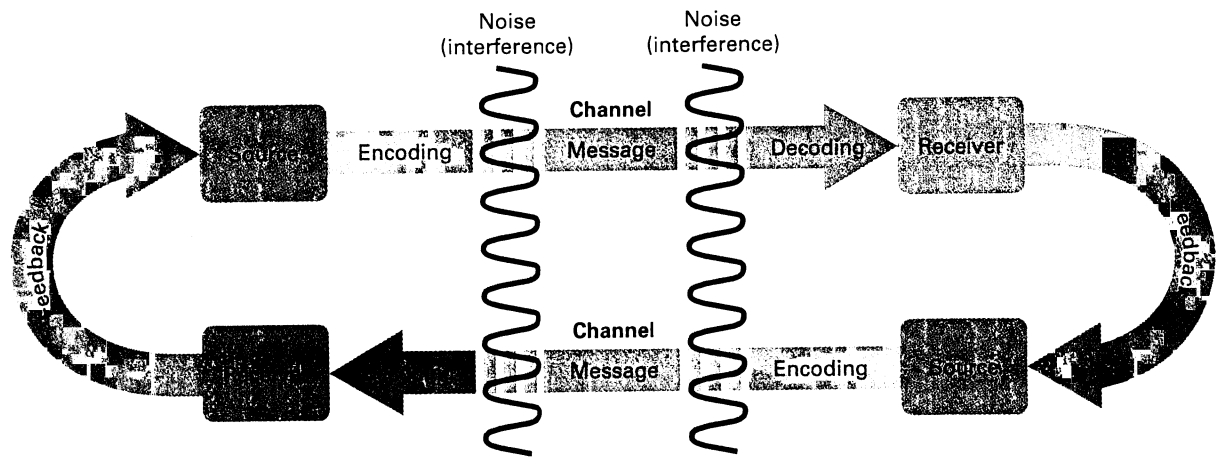 Noise
(interference)
Noise
(interference)
Channel
Source
Encoding
Message
Decoding
Receiver
eedback
eedbac
Channel
Message
Encoding
Source